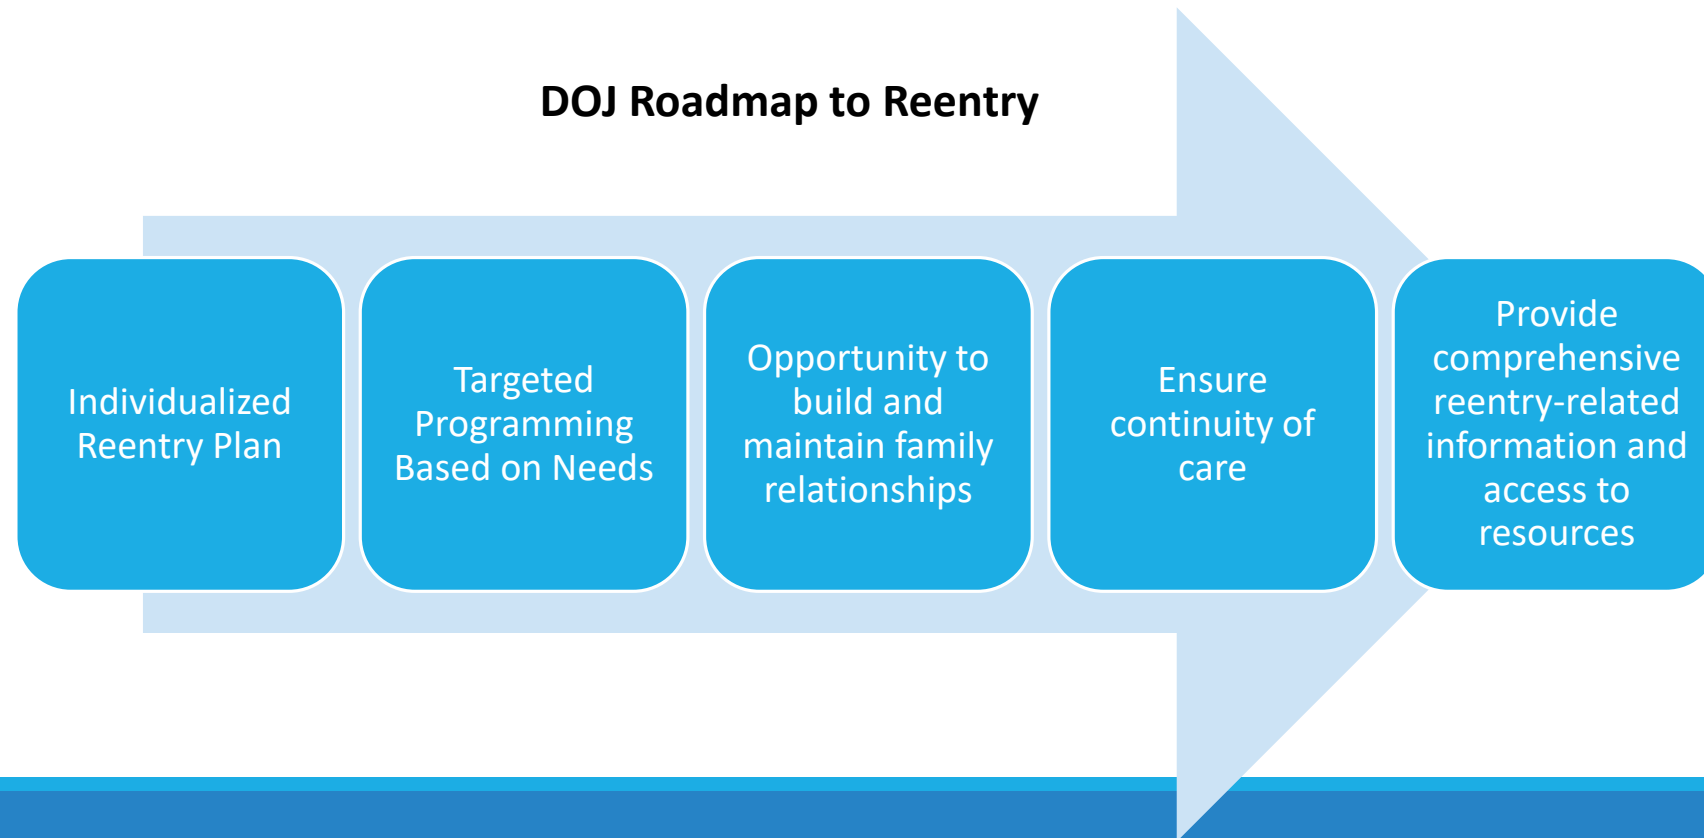 DOJ Roadmap to Reentry
Individualized
Reentry Plan
Targeted
Programming
Based on Needs
Opportunity to
build and
maintain family
relationships
Ensure
continuity of
care
Provide
comprehensive
reentry-related
information and
access to
resources